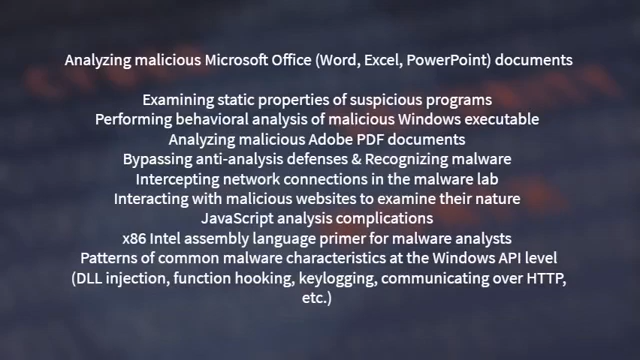 Analyzing malicious Microsoft Office (Word, Excel, PowerPoint) documents
Examining static properties of suspicious programs
Performing behavioral analysis of malicious Windows executable
Analyzing malicious Adobe PDF documents
Bypassing anti-analysis defenses & Recognizing malware
Intercepting network connections in the malware lab
Interacting with malicious websites to examine their nature
JavaScript analysis complications
x86 Intel assembly language primer for malware analysts
Patterns of common malware characteristics at the Windows API level
(DLL injection, function hooking, keylogging, communicating over HTTP,
etc.)